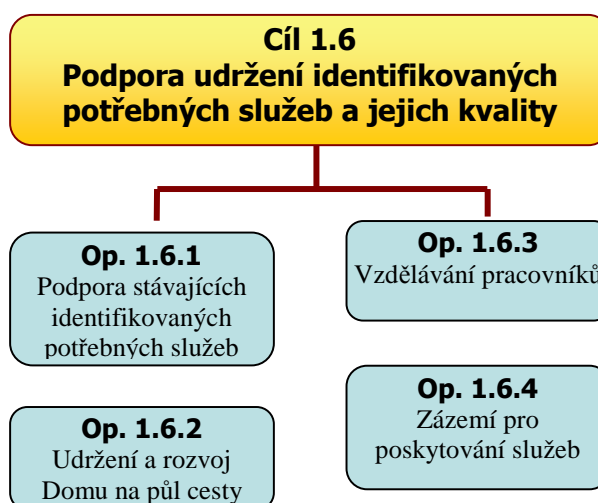 Cíl 1.6
Podpora udržení identifikovaných
potřebných služeb a jejich kvality
Op. 1.6.1
Podpora stávajících
identifikovaných
potřebných služeb
Op. 1.6.2
Udržení a rozvoj
Domu na půl cesty
Op. 1.6.3
Vzdělávání pracovníků
Op. 1.6.4
Zázemí pro
poskytování služeb